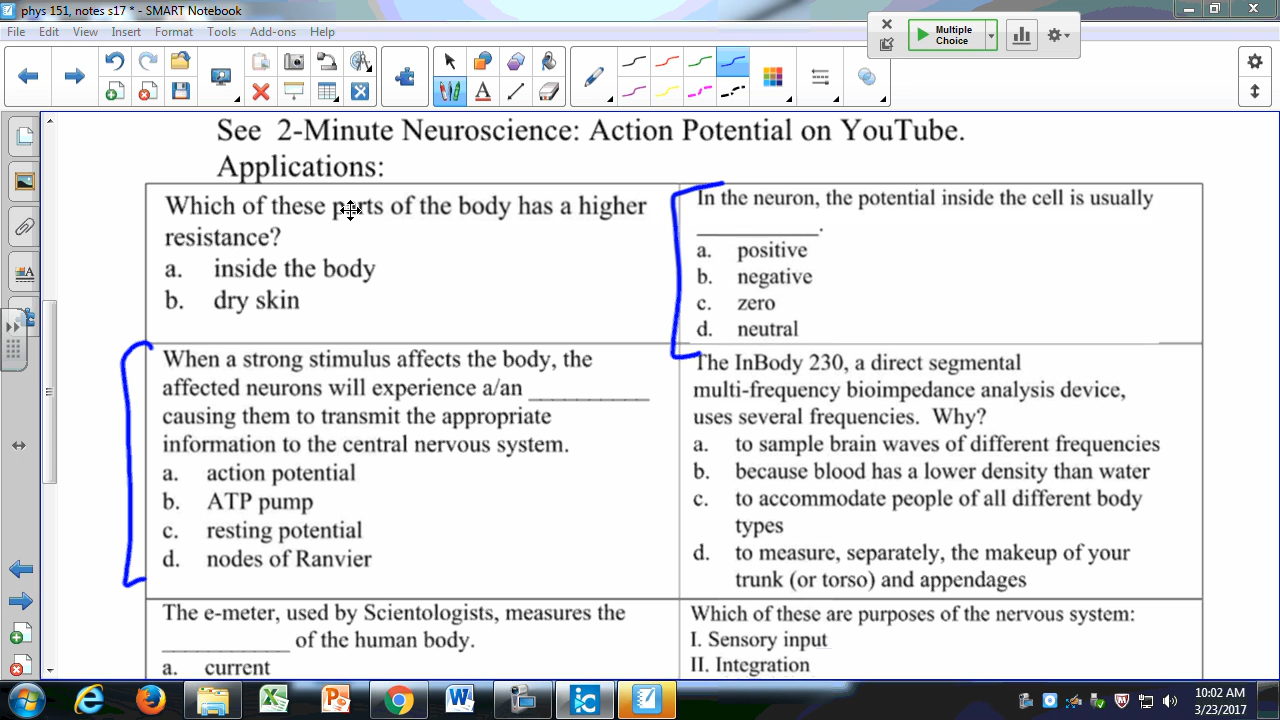 phys 151, notes s17 * - SMART Notebook
File Edit View Insert Format Tools Add-ons Help
Multiple
Choice
See 2-Minute Neuroscience: Action Potential on YouTube.
Applications:
Which of these parts of the body has a higher
resistance?
a. inside the body
b. dry skin
In the neuron, the potential inside the cell is usually
____________.
a. positive
b. negative
c. zero
d. neutral
When a strong stimulus affects the body, the
affected neurons will experience a/an ____________
causing them to transmit the appropriate
information to the central nervous system.
a. action potential
b. ATP pump
c. resting potential
d. nodes of Ranvier
The InBody 230, a direct segmental
multi-frequency bioimpedance analysis device,
uses several frequencies. Why?
a. to sample brain waves of different frequencies
b. because blood has a lower density than water
c. to accommodate people of all different body
types
d. to measure, separately, the makeup of your
trunk (or torso) and appendages
The e-meter, used by Scientologists, measures the
____________ of the human body.
a. current
Which of these are purposes of the nervous system:
I. Sensory input
II. Integration
10:02 AM
3/23/2017